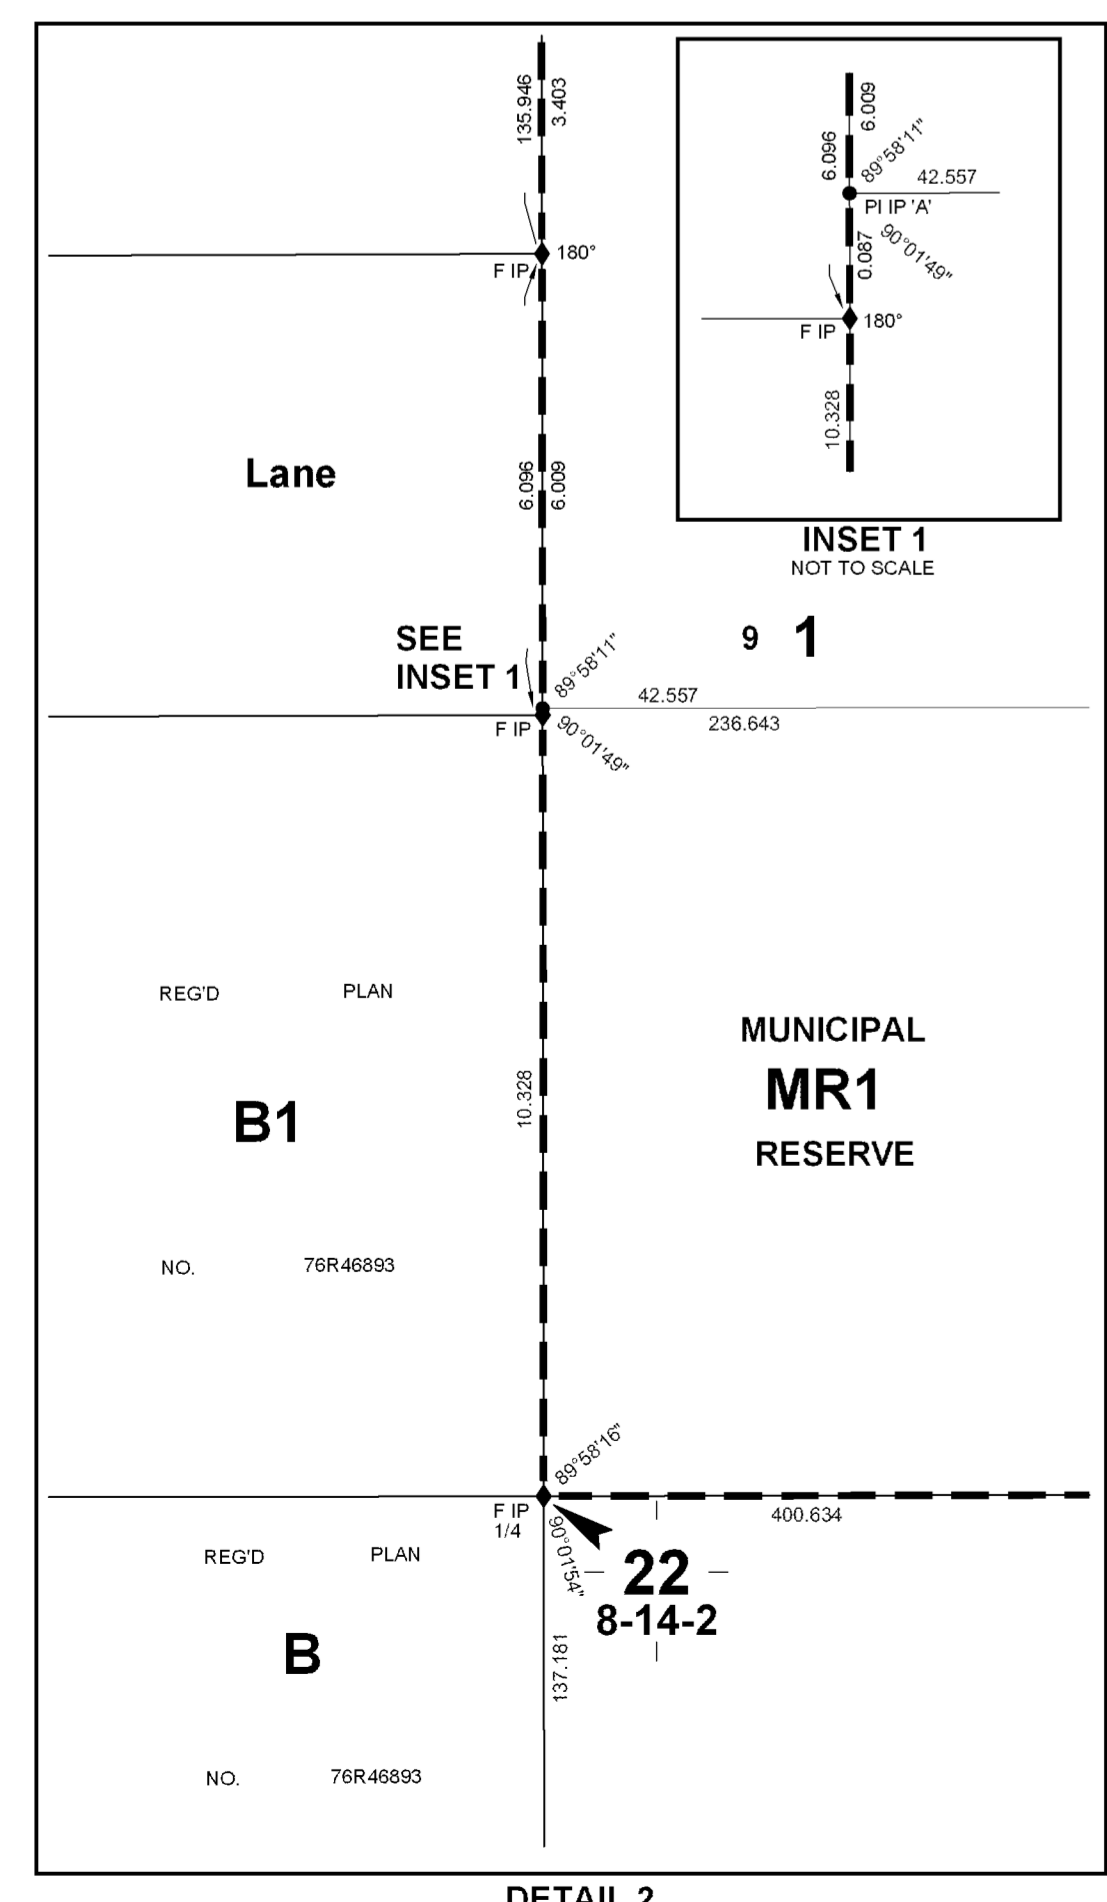 135.946
3.403
6.009
6.096
89°58'11"
42.557
PI IP 'A'
90°01'49"
0.087
F IP
180°
10.328
INSET 1
NOT TO SCALE
180°
F IP
Lane
6.096
6.009
SEE
INSET 1
9 1
89°58'11"
42.557
236.643
F IP
90°01'49"
REG'D PLAN
B1
NO. 76R46893
10.328
MUNICIPAL
MR1
RESERVE
89°58'16"
F IP
1/4
90°01'54"
400.634
22
8-14-2
137.181
REG'D PLAN
B
NO. 76R46893
DETAIL 2